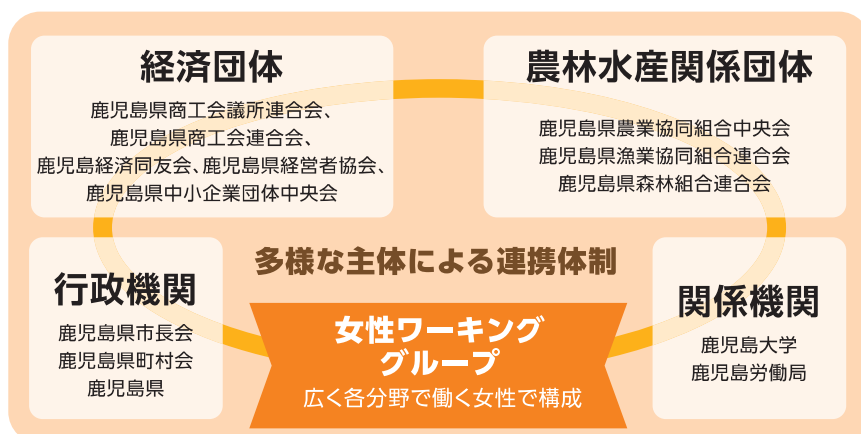 経済団体
鹿児島県商工会議所連合会、
鹿児島県商工会連合会、
鹿児島経済同友会、鹿児島県経営者協会、
鹿児島県中小企業団体中央会
農林水産関係団体
鹿児島県農業協同組合中央会
鹿児島県漁業協同組合連合会
鹿児島県森林組合連合会
多様な主体による連携体制
行政機関
鹿児島県市長会
鹿児島県町村会
鹿児島県
女性ワーキング
グループ
広く各分野で働く女性で構成
関係機関
鹿児島大学
鹿児島労働局